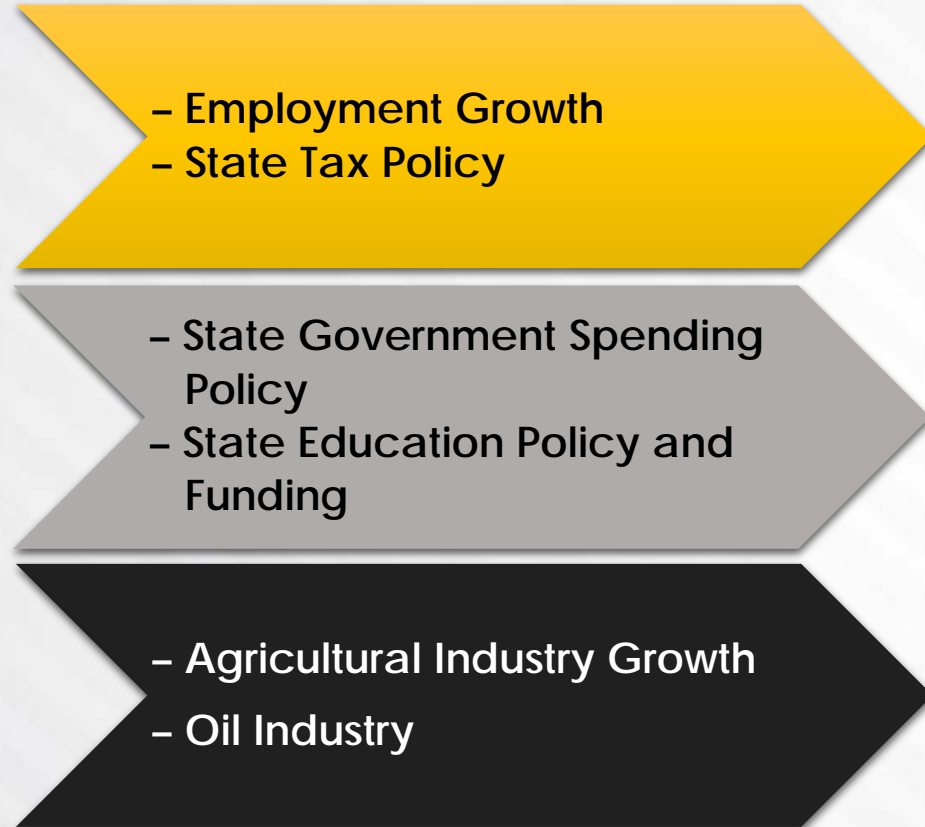 – Employment Growth
– State Tax Policy
– State Government Spending
Policy
– State Education Policy and
Funding
– Agricultural Industry Growth
– Oil Industry